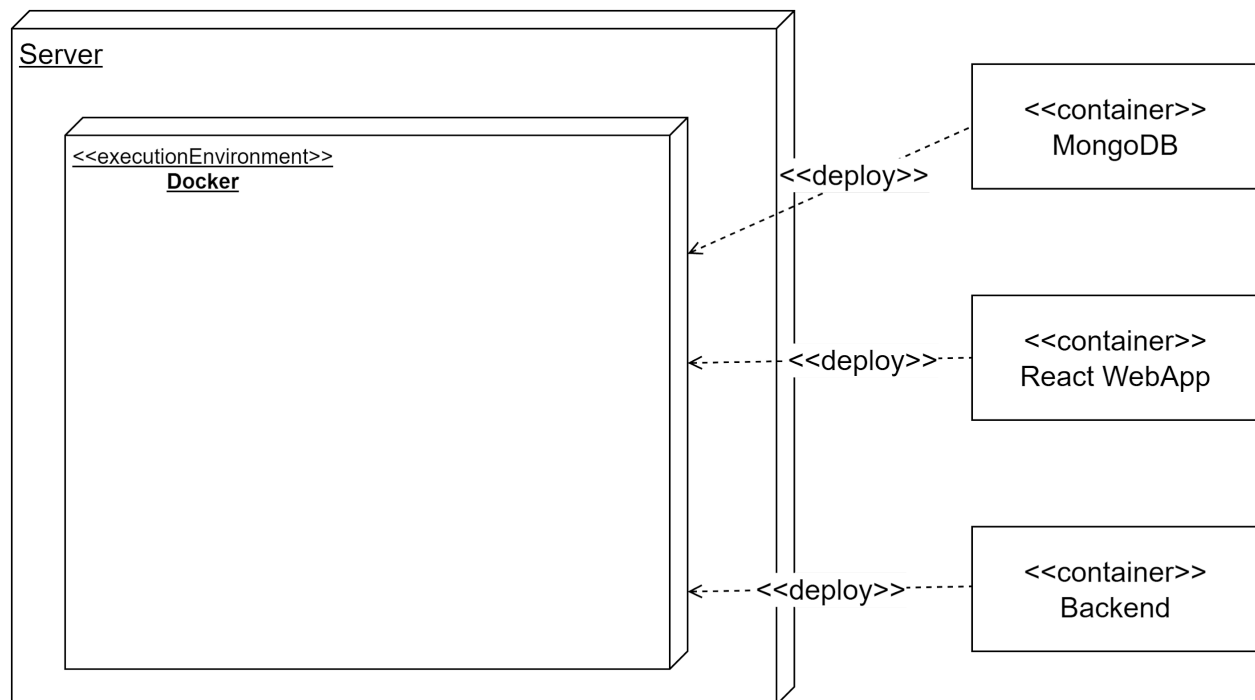 Server
<<executionEnvironment>>
Docker
<<container>>
MongoDB
<<deploy>>
<<container>>
React WebApp
<<deploy>>
<<container>>
Backend
<<deploy>>